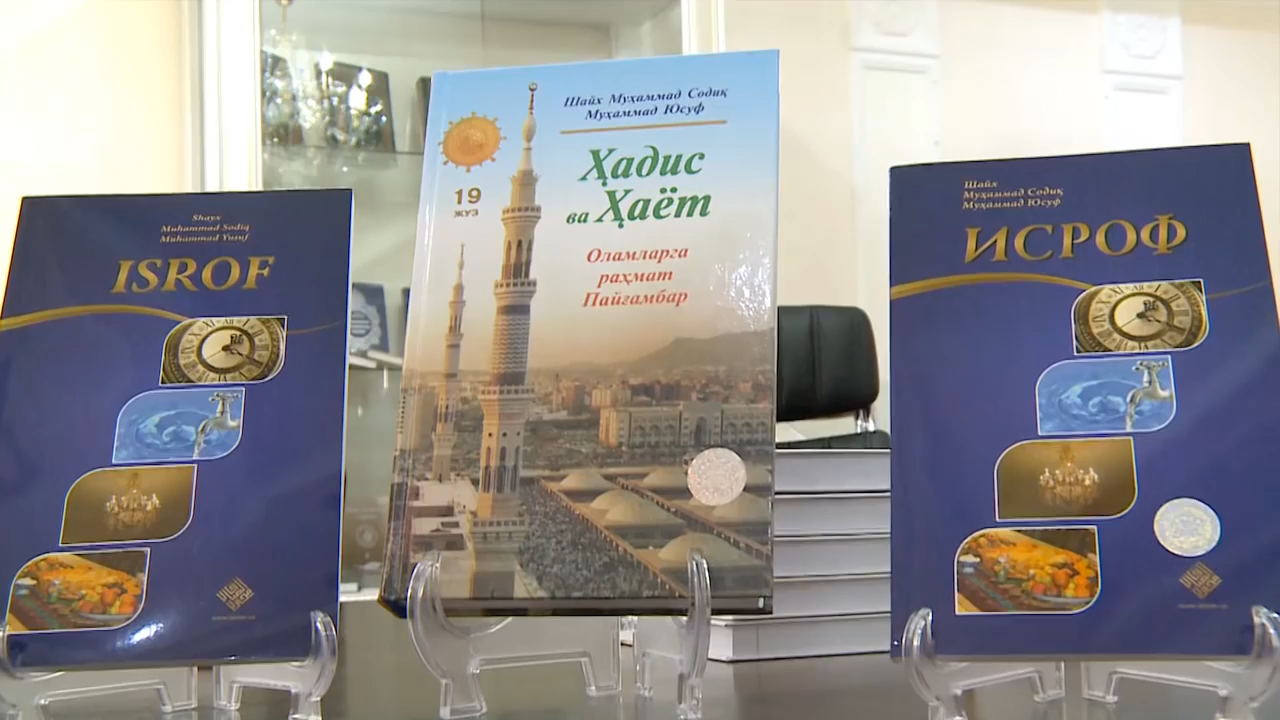 Shayx
Muhammad Sodiq
Muhammad Yusuf
ISROF
Шайх Муҳаммад Содиқ
Муҳаммад Юсуф
19
жуз
Ҳадис
ва Ҳаёт
Оламларга
раҳмат
Пайғамбар
Шайх
Муҳаммад Содиқ
Муҳаммад Юсуф
ИСРОФ